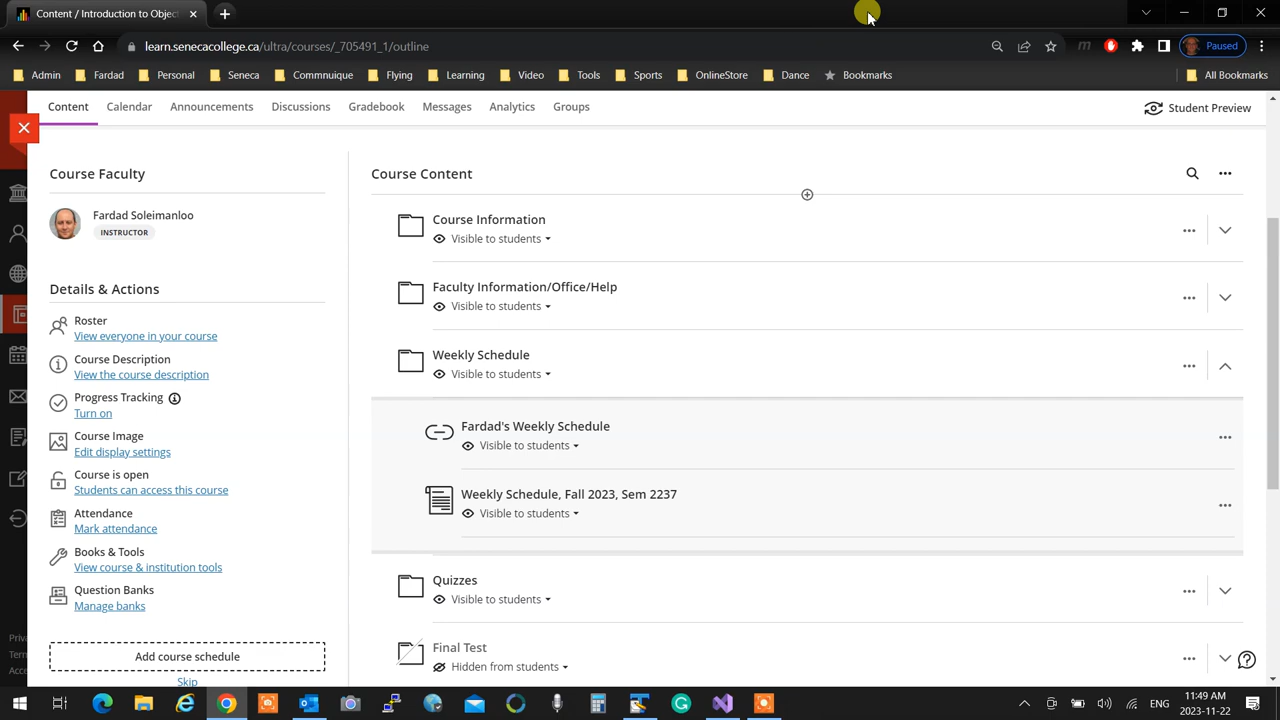 Content / Introduction to Objec
learn.senecacollege.ca/ultra/courses/_705491_1/outline
Paused
Admin
Fardad
Personal
Seneca
Commnuique
Flying
Learning
Video
Tools
Sports
OnlineStore
Dance
Bookmarks
All Bookmarks
Content
Calendar
Announcements
Discussions
Gradebook
Messages
Analytics
Groups
Student Preview
Course Faculty
Fardad Soleimanloo
INSTRUCTOR
Details & Actions
Roster
View everyone in your course
Course Description
View the course description
Progress Tracking
Turn on
Course Image
Edit display settings
Course is open
Students can access this course
Attendance
Mark attendance
Books & Tools
View course & institution tools
Question Banks
Manage banks
Add course schedule
Skip
Priv
Tern
Acce
Course Content
Course Information
Visible to students
Faculty Information/Office/Help
Visible to students
Weekly Schedule
Visible to students
Fardad's Weekly Schedule
Visible to students
Weekly Schedule, Fall 2023, Sem 2237
Visible to students
Quizzes
Visible to students
Final Test
Hidden from students
ENG
11:49 AM
2023-11-22